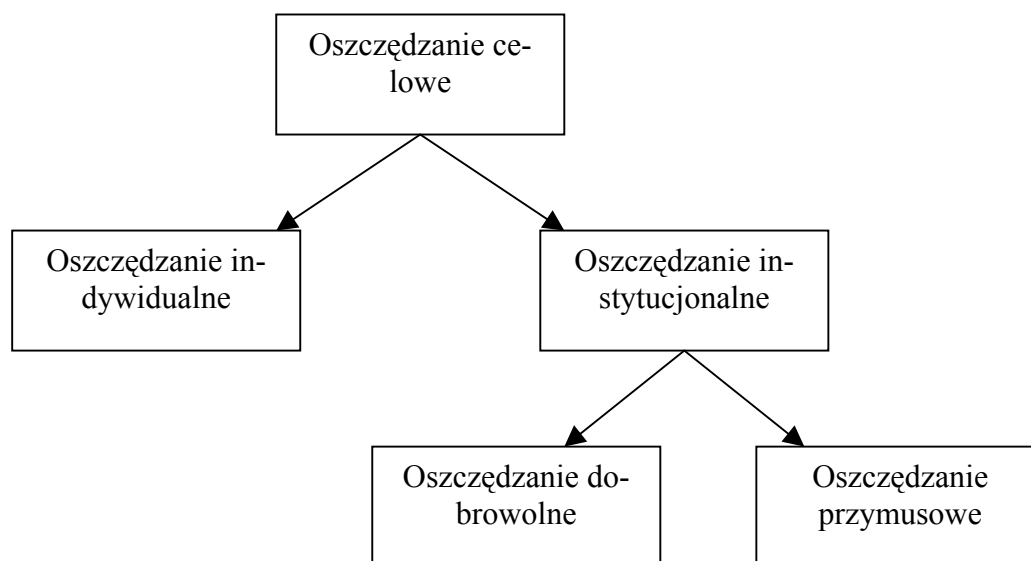 Oszczędzanie ce-
lowe
Oszczędzanie in-
dywidualne
Oszczędzanie in-
stytucjonalne
Oszczędzanie do-
browolne
Oszczędzanie
przymusowe